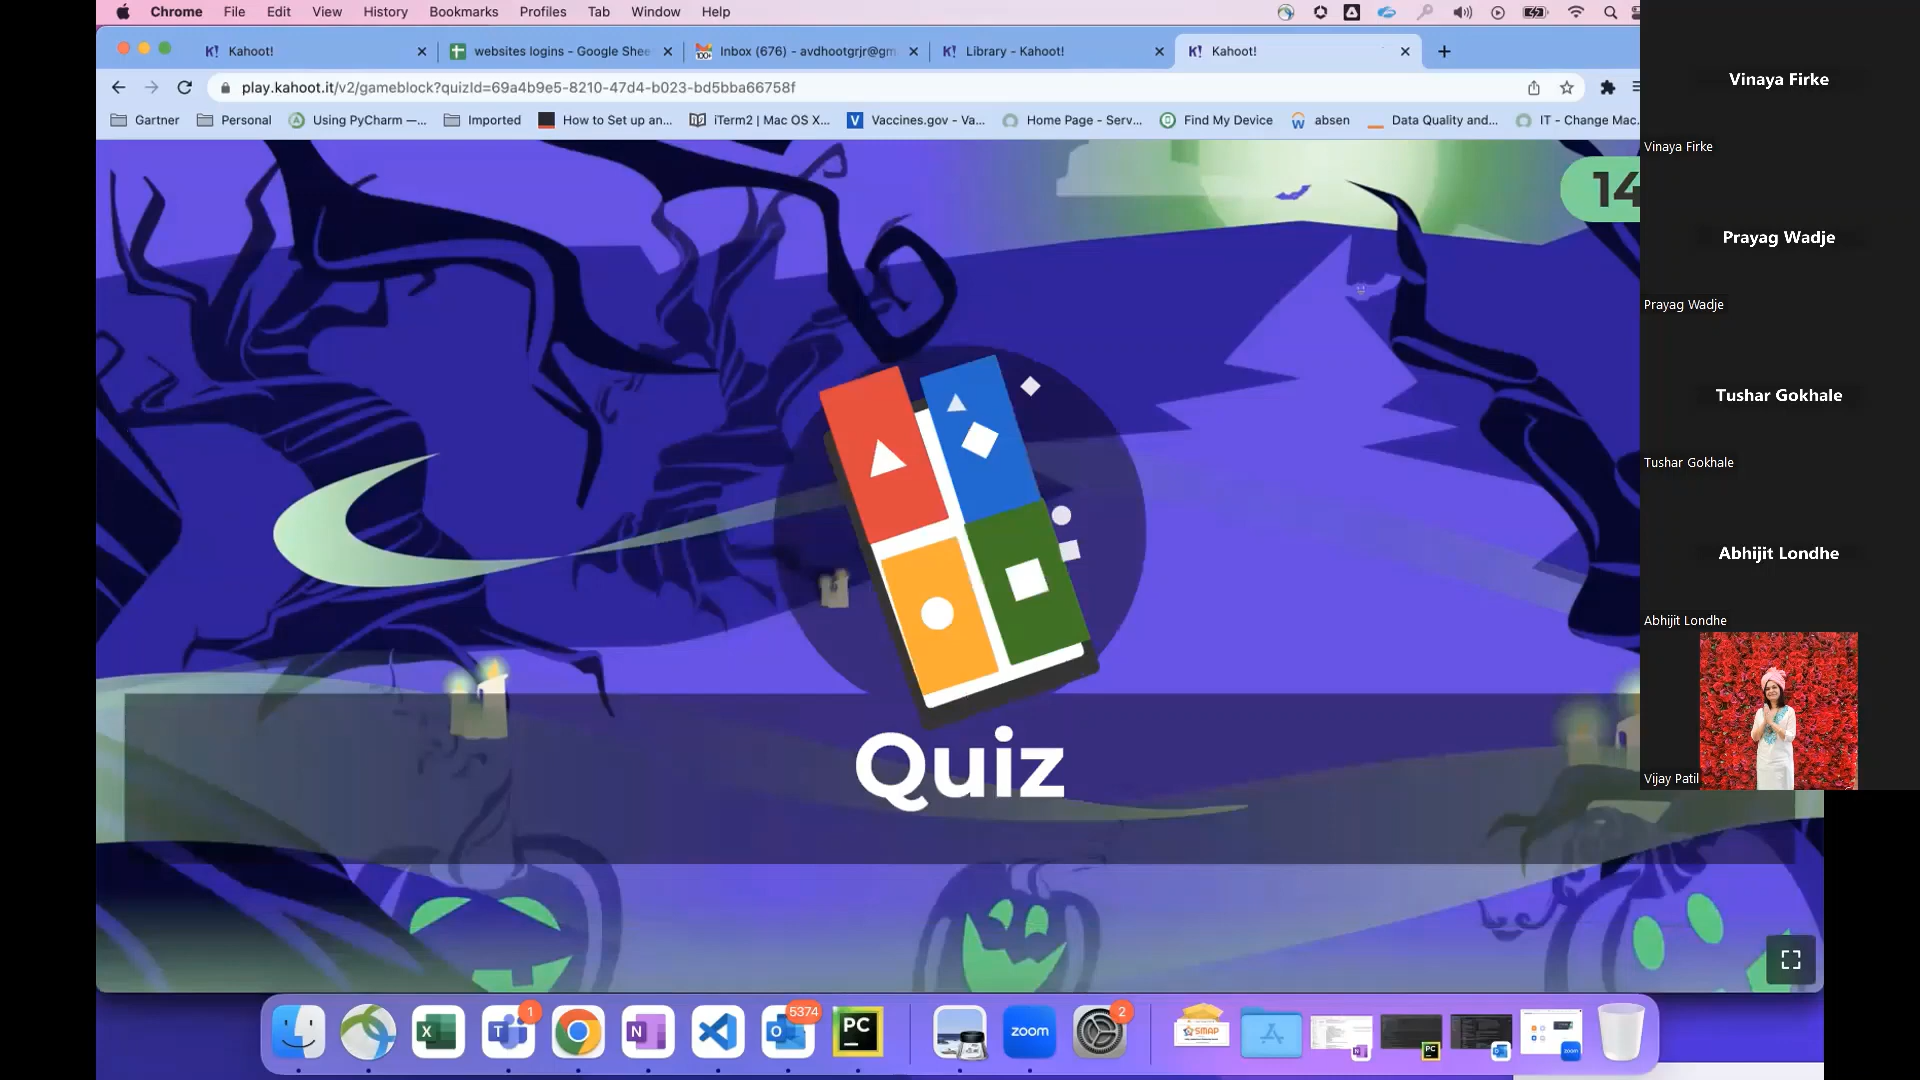 Chrome File Edit View History Bookmarks Profiles Tab Window Help
K! Kahoot!
websites logins - Google Shee
Inbox (676) - avdhootgrjr@gm
K! Library - Kahoot!
K! Kahoot!
play.kahoot.it/v2/gameblock?quizId=69a4b9e5-8210-47d4-b023-bd5bba66758f
Gartner Personal Using PyCharm —... Imported How to Set up an... iTerm2 | Mac OS X... Vaccines.gov - Va... Home Page - Serv... Find My Device absen Data Quality and... IT - Change Mac.
14
Quiz
Vinaya Firke
Vinaya Firke
Prayag Wadje
Prayag Wadje
Tushar Gokhale
Tushar Gokhale
Abhijit Londhe
Abhijit Londhe
Vijay Patil
1
5374
PC
zoom
2
SMAP